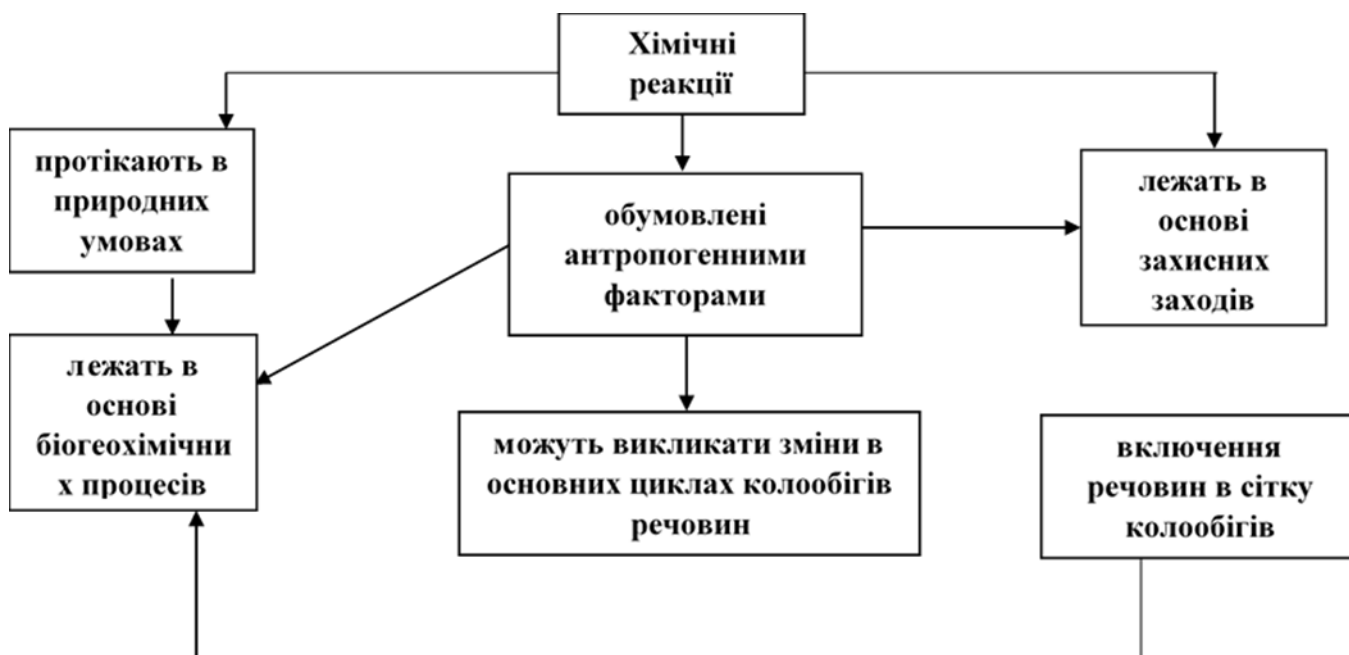 Хімічні
реакції
протікають в
природних
умовах
обумовлені
антропогенними
факторами
лежать в
основі
захисних
заходів
лежать в
основі
біогеохімічни
х процесів
можуть викликати зміни в
основних циклах колообігів
речовин
включення
речовин в сітку
колообігів